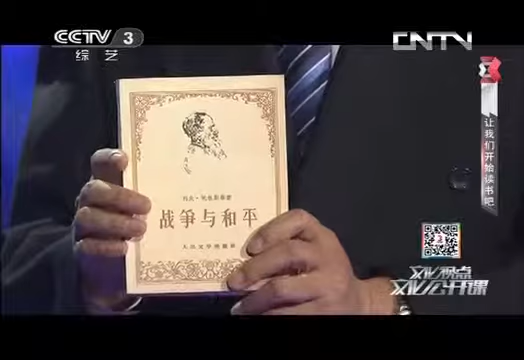 CCTV 3
综艺
CNTV
让我们开始读书吧
列夫·托尔斯泰著
战争与和平
人民文学出版社
文化视点
文化公开课